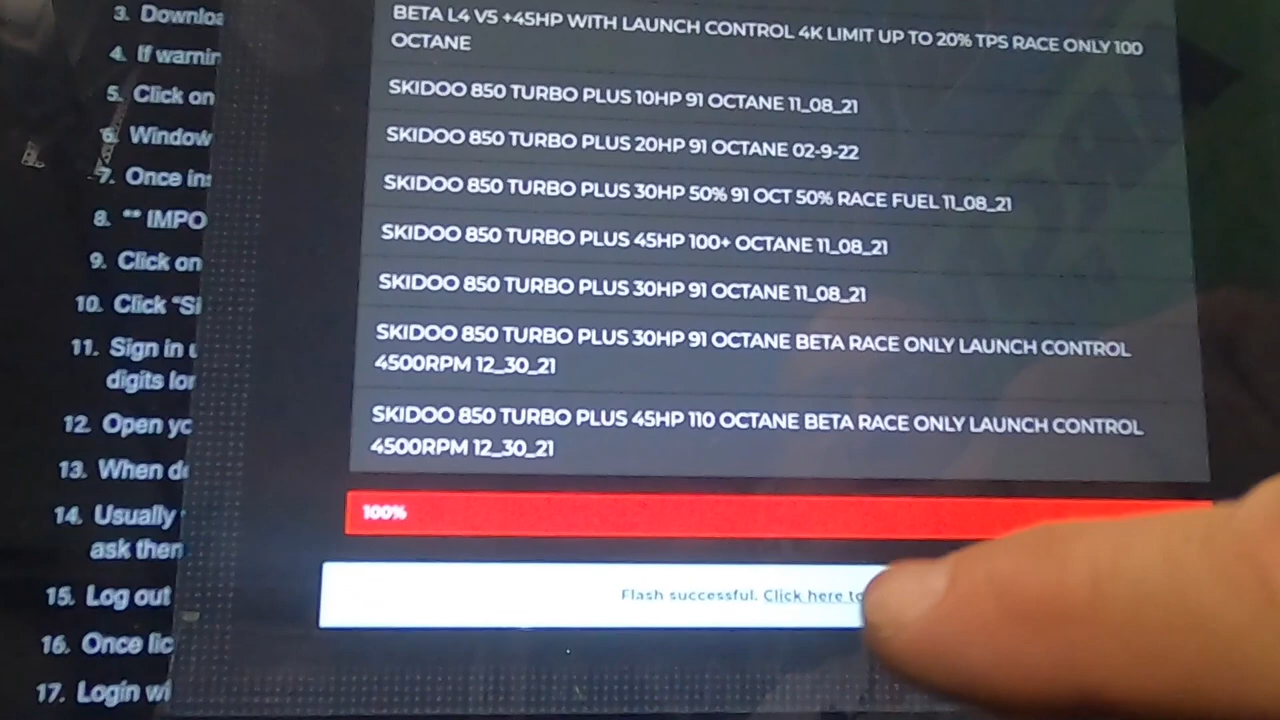 3. Downloa
4. If warnin
5. Click on
6. Window
7. Once ins
8. ** IMPO
9. Click on
10. Click “Si
11. Sign in u
digits lon
12. Open yo
13. When do
14. Usually
ask then
15. Log out
16. Once lic
17. Login wi
BETA L4 V5 +45HP WITH LAUNCH CONTROL 4K LIMIT UP TO 20% TPS RACE ONLY 100
OCTANE
SKIDOO 850 TURBO PLUS 10HP 91 OCTANE 11_08_21
SKIDOO 850 TURBO PLUS 20HP 91 OCTANE 02-9-22
SKIDOO 850 TURBO PLUS 30HP 50% 91 OCT 50% RACE FUEL 11_08_21
SKIDOO 850 TURBO PLUS 45HP 100+ OCTANE 11_08_21
SKIDOO 850 TURBO PLUS 30HP 91 OCTANE 11_08_21
SKIDOO 850 TURBO PLUS 30HP 91 OCTANE BETA RACE ONLY LAUNCH CONTROL
4500RPM 12_30_21
SKIDOO 850 TURBO PLUS 45HP 110 OCTANE BETA RACE ONLY LAUNCH CONTROL
4500RPM 12_30_21
100%
Flash successful. Click here to